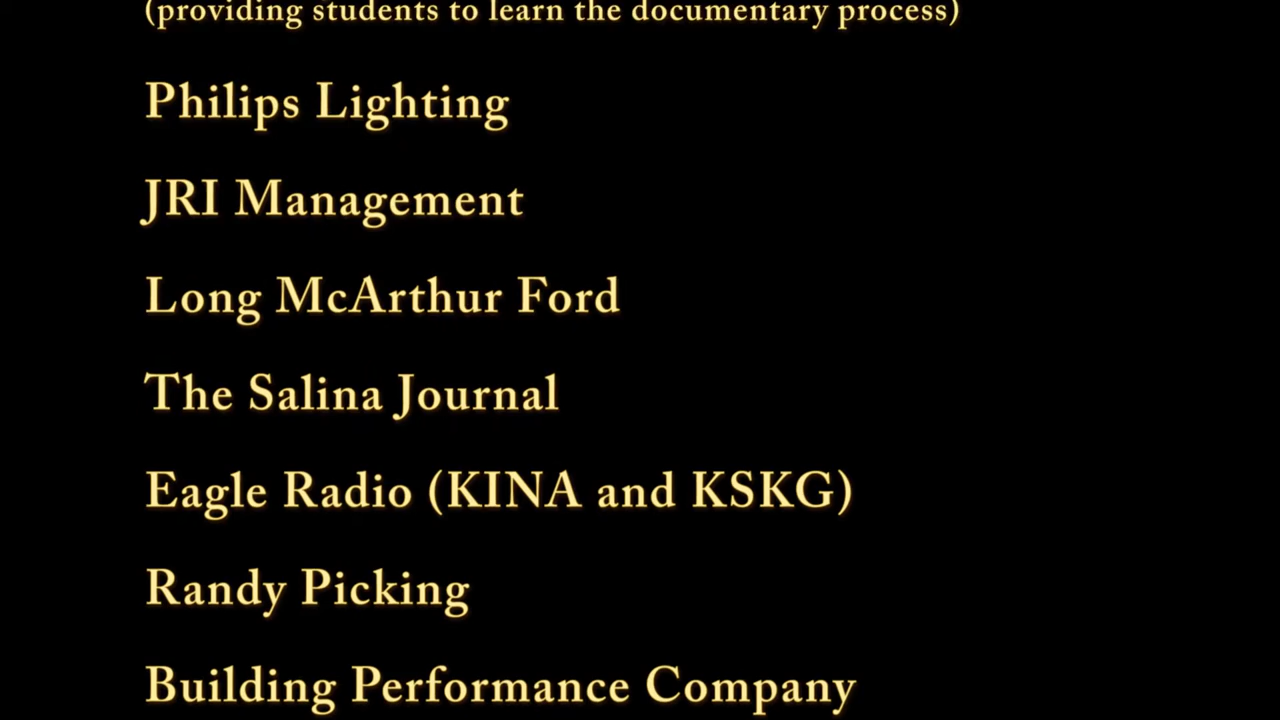 (providing students to learn the documentary process)
Philips Lighting
JRI Management
Long McArthur Ford
The Salina Journal
Eagle Radio (KINA and KSKG)
Randy Picking
Building Performance Company